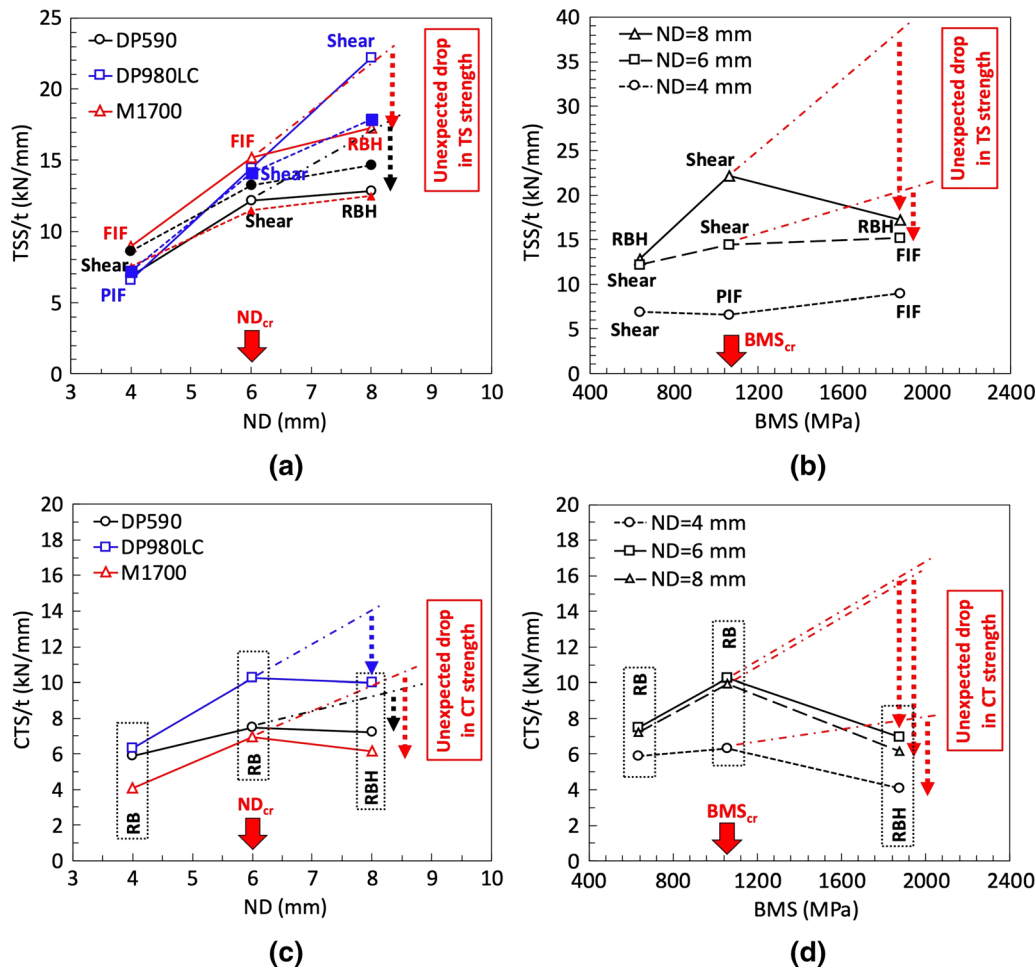 25
20
15
10
5
0
TSS/t (kN/mm)
DP590
DP980LC
M1700
Shear
FIF
RBH
Shear
FIF
Shear
RBH
Shear
PIF
ND_cr
Unexpected drop
in TS strength
3 4 5 6 7 8 9 10
ND (mm)
(a)
40
35
30
25
20
15
10
5
0
TSS/t (kN/mm)
ND=8 mm
ND=6 mm
ND=4 mm
Shear
RBH
Shear
RBH
Shear
FIF
PIF
FIF
Shear
BMS_cr
Unexpected drop
in TS strength
400 800 1200 1600 2000 2400
BMS (MPa)
(b)
20
18
16
14
12
10
8
6
4
2
0
CTS/t (kN/mm)
DP590
DP980LC
M1700
RB
RB
RBH
ND_cr
Unexpected drop
in CT strength
3 4 5 6 7 8 9 10
ND (mm)
(c)
20
18
16
14
12
10
8
6
4
2
0
CTS/t (kN/mm)
ND=4 mm
ND=6 mm
ND=8 mm
RB
RB
RBH
BMS_cr
Unexpected drop
in CT strength
400 800 1200 1600 2000 2400
BMS (MPa)
(d)